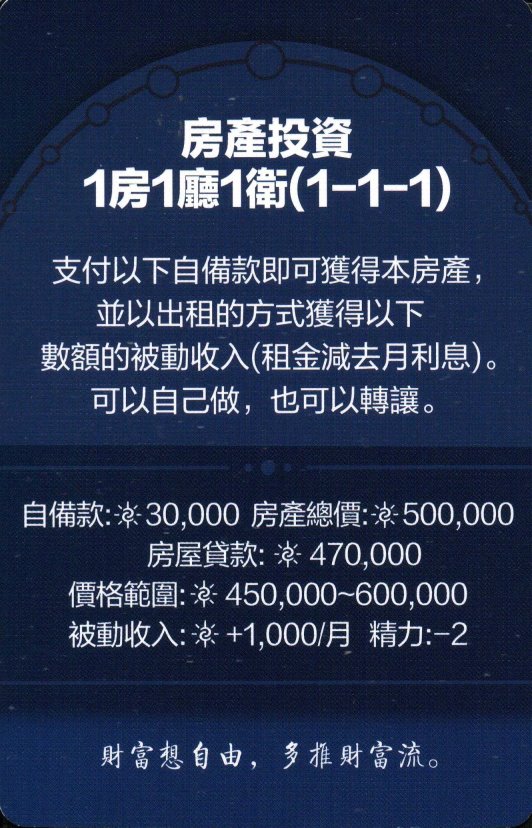 房產投資
1房1廳1衛(1-1-1)
支付以下自備款即可獲得本房產，
並以出租的方式獲得以下
數額的被動收入(租金減去月利息)。
可以自己做，也可以轉讓。
自備款:30,000 房產總價:500,000
房屋貸款: 470,000
價格範圍: 450,000~600,000
被動收入: +1,000/月 精力:-2
財富想自由，多推財富流。